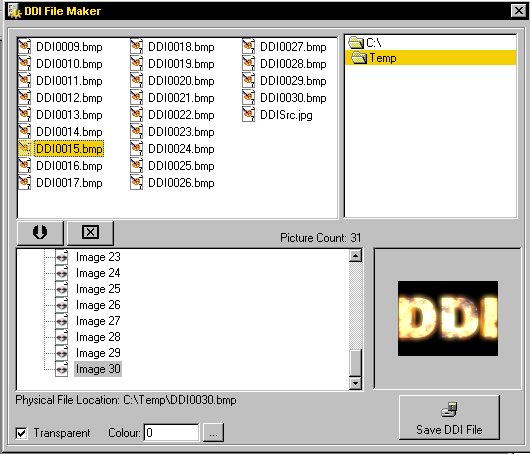 DDI File Maker
DDI0009.bmp DDI0018.bmp DDI0027.bmp
DDI0010.bmp DDI0019.bmp DDI0028.bmp
DDI0011.bmp DDI0020.bmp DDI0029.bmp
DDI0012.bmp DDI0021.bmp DDI0030.bmp
DDI0013.bmp DDI0022.bmp DDISrc.jpg
DDI0014.bmp DDI0023.bmp
DDI0015.bmp DDI0024.bmp
DDI0016.bmp DDI0025.bmp
DDI0017.bmp DDI0026.bmp
C:\
Temp
Picture Count: 31
Image 23
Image 24
Image 25
Image 26
Image 27
Image 28
Image 29
Image 30
DDI
Physical File Location: C:\Temp\DDI0030.bmp
Transparent Colour: 0 ...
Save DDI File